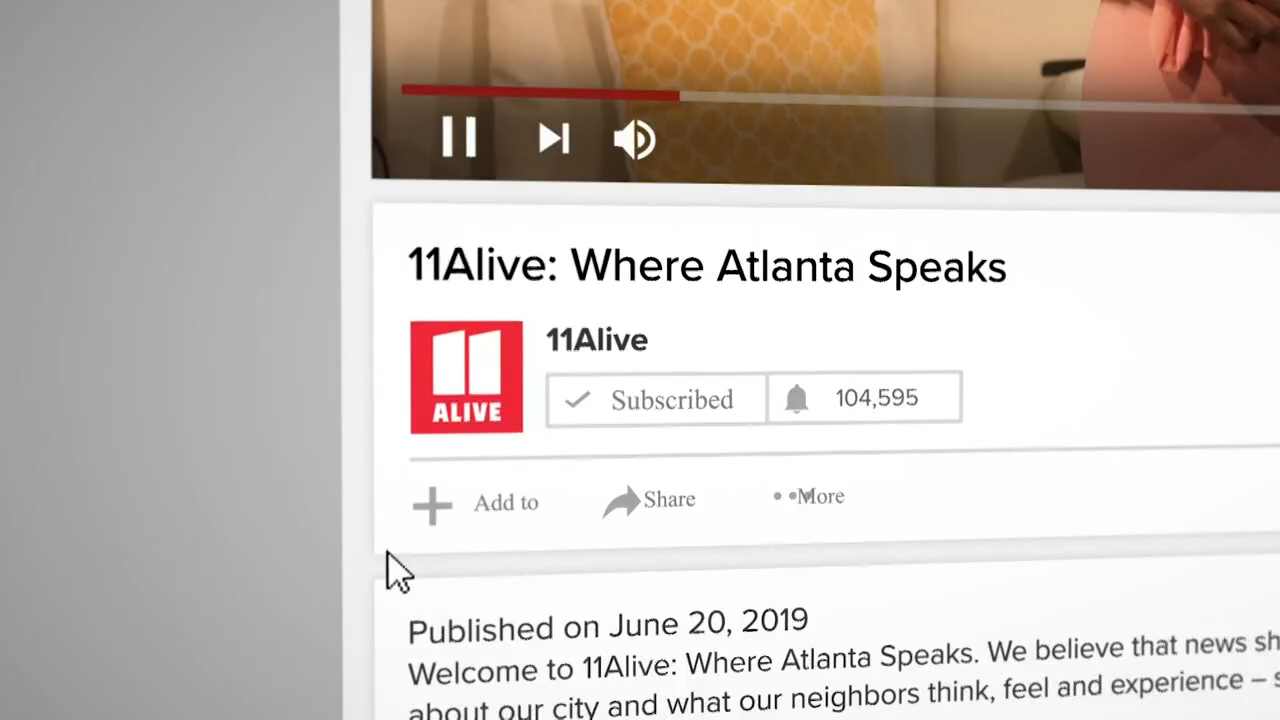 11Alive: Where Atlanta Speaks
11
ALIVE
11Alive
Subscribed
104,595
Add to
Share
More
Published on June 20, 2019
Welcome to 11Alive: Where Atlanta Speaks. We believe that news
about our city and what our neighbors think, feel and experience –